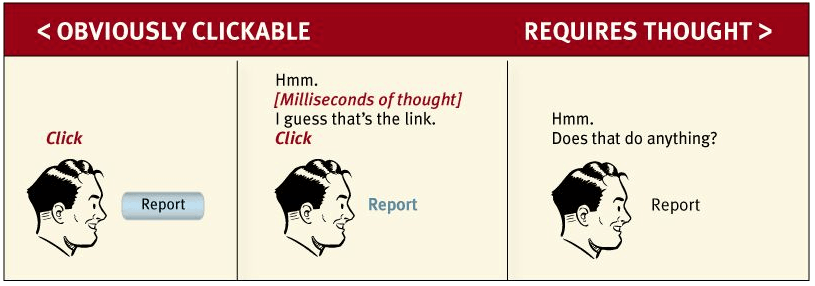 < OBVIOUSLY CLICKABLE
REQUIRES THOUGHT >
Click
Report
Hmm.
[Milliseconds of thought]
I guess that's the link.
Click
Report
Hmm.
Does that do anything?
Report